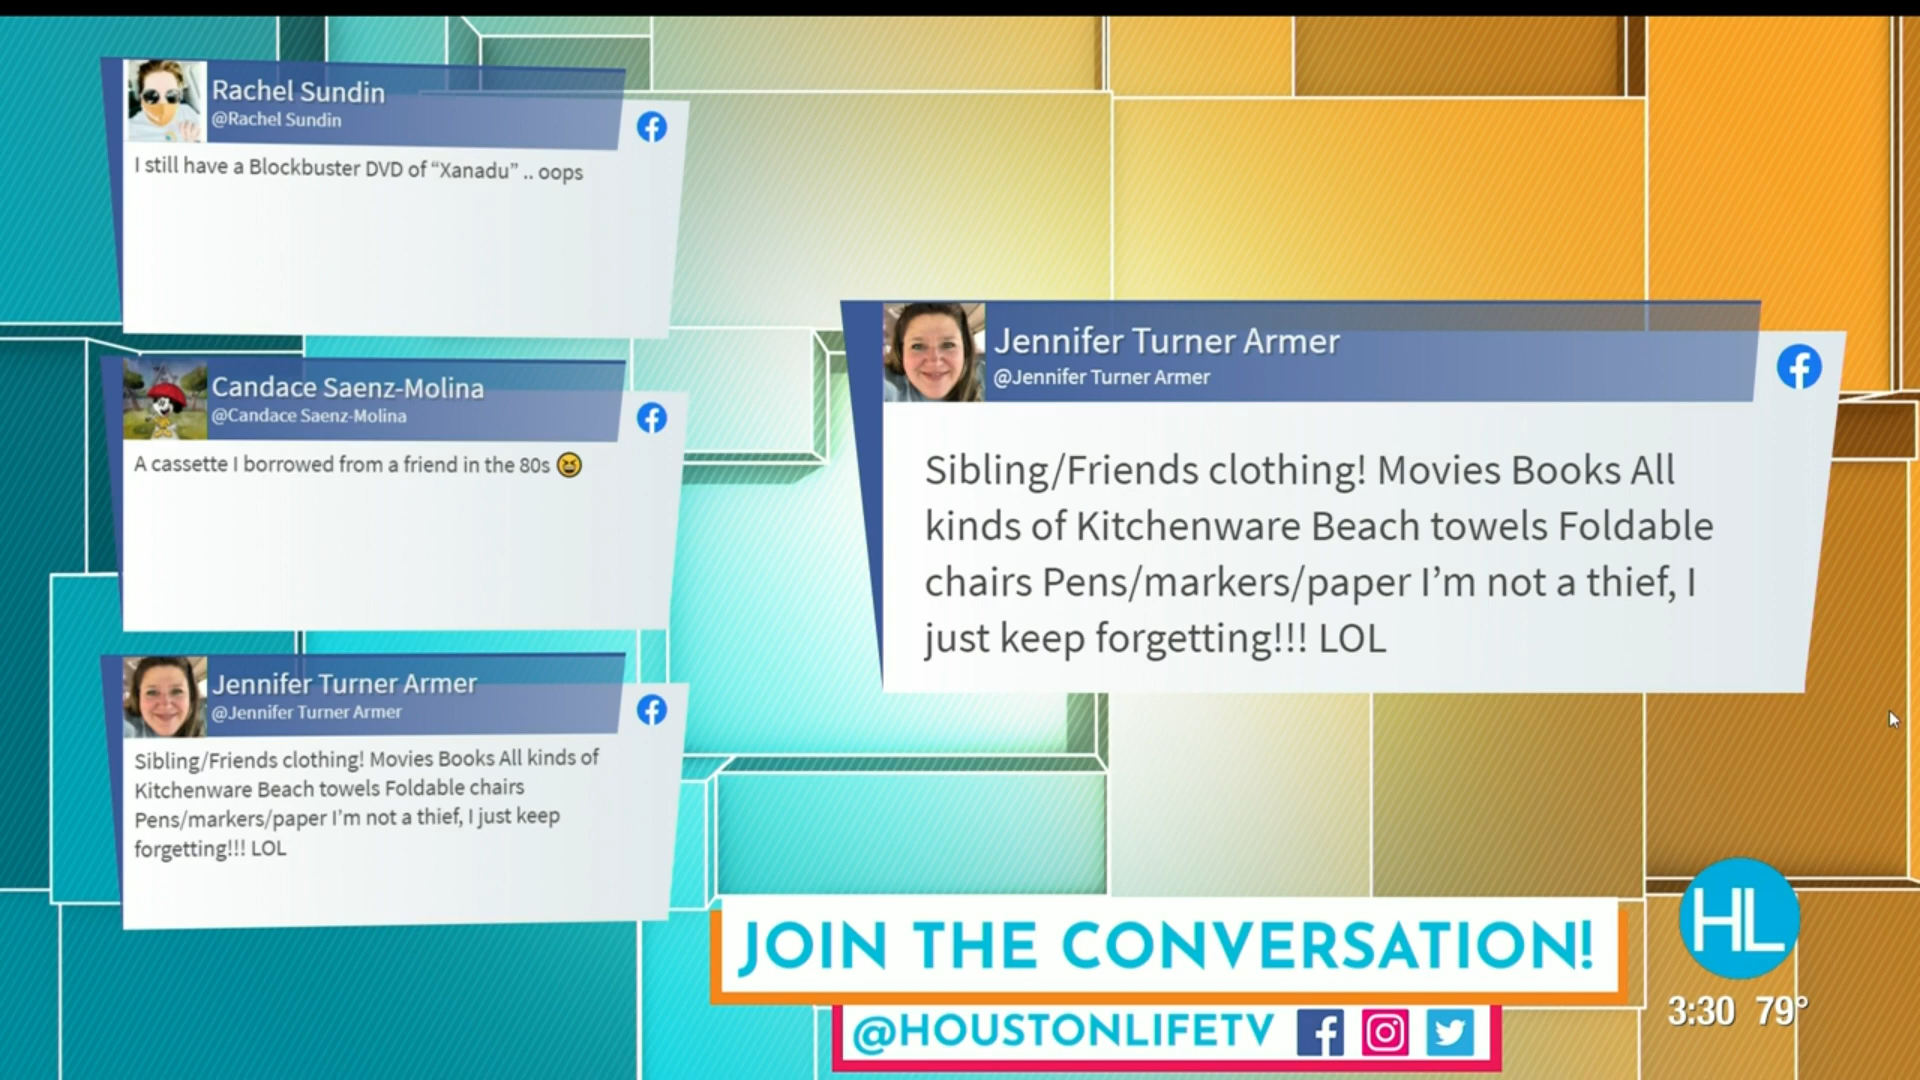 Rachel Sundin
@Rachel Sundin
I still have a Blockbuster DVD of “Xanadu” .. oops
Candace Saenz-Molina
@Candace Saenz-Molina
A cassette I borrowed from a friend in the 80s 😆
Jennifer Turner Armer
@Jennifer Turner Armer
Sibling/Friends clothing! Movies Books All kinds of
Kitchenware Beach towels Foldable chairs
Pens/markers/paper I’m not a thief, I just keep
forgetting!!! LOL
Jennifer Turner Armer
@Jennifer Turner Armer
Sibling/Friends clothing! Movies Books All
kinds of Kitchenware Beach towels Foldable
chairs Pens/markers/paper I’m not a thief, I
just keep forgetting!!! LOL
JOIN THE CONVERSATION!
@HOUSTONLIFETV
HL
3:30 79°